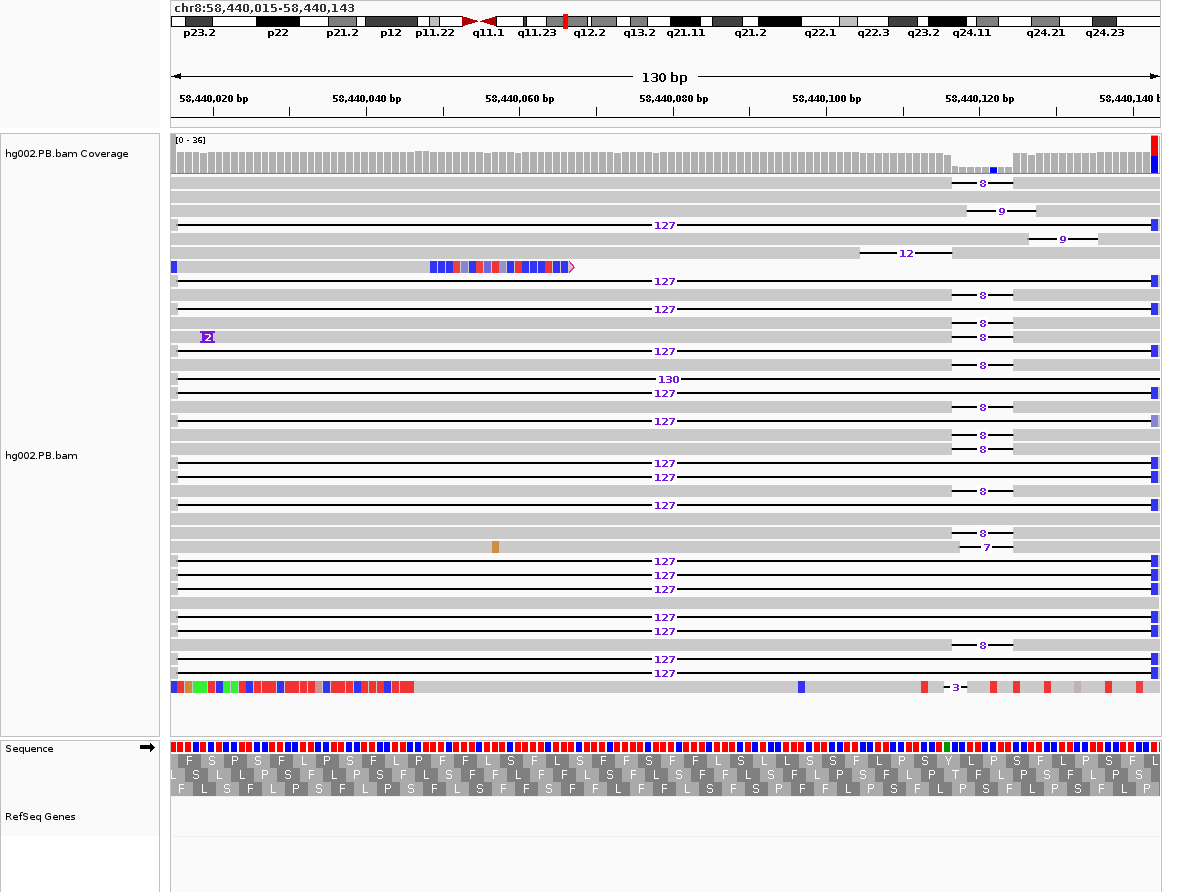 chr8:58,440,015-58,440,143
p23.2 p22 p21.2 p12 p11.22 q11.1 q11.23 q12.2 q13.2 q21.11 q21.2 q22.1 q22.3 q23.2 q24.11 q24.21 q24.23
130 bp
58,440,020 bp 58,440,040 bp 58,440,060 bp 58,440,080 bp 58,440,100 bp 58,440,120 bp 58,440,140 b
[0 - 36]
hg002.PB.bam Coverage
8
9
127
9
12
127
8
127
8
2 8
127
8
130
127
8
127
8
8
hg002.PB.bam
127
127
8
127
8
7
127
127
127
127
127
8
127
127
3
Sequence
F S P S F L P S F L P F F L S F L S F F S F F L S L L S S F L P S Y L P S F L P S F L
L S L L P S F L P S F L S F F L F F L S F L S F F L S F L P S F L P T F L P S F L P S
F L S F L P S F L P S F L S F F S F F L F F L S F S P F F L P S F L P S F L P S F L P
RefSeq Genes